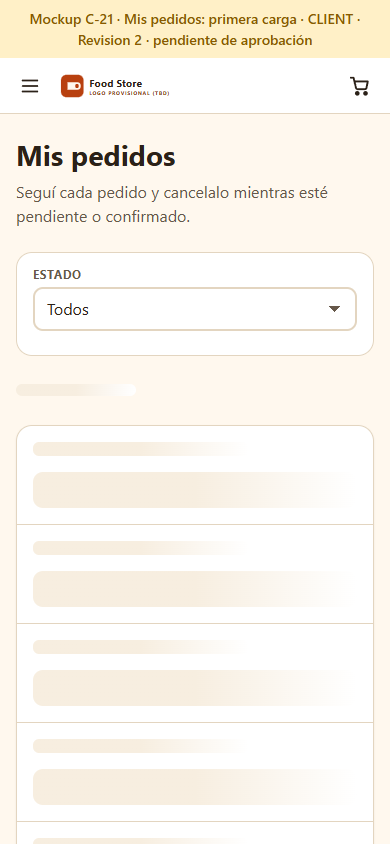 Mockup C-21 · Mis pedidos: primera carga · CLIENT ·
Revision 2 · pendiente de aprobación
Food Store
LOGO PROVISIONAL (TBD)
Mis pedidos
Seguí cada pedido y cancelalo mientras esté
pendiente o confirmado.
ESTADO
Todos